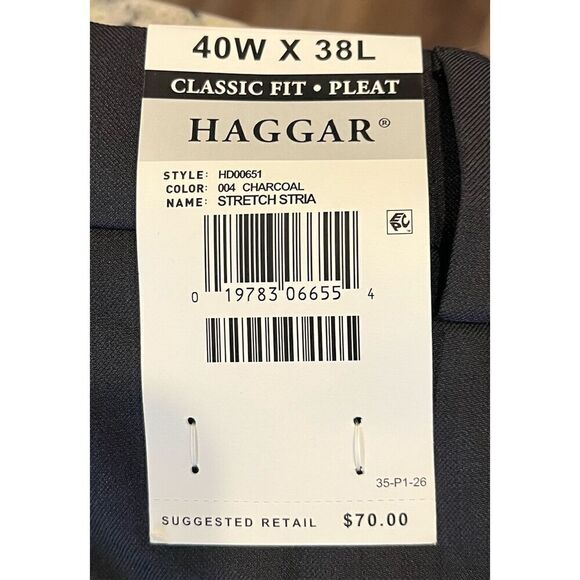 40W X 38L
CLASSIC FIT • PLEAT
HAGGAR®
STYLE: HD00651
COLOR: 004 CHARCOAL
NAME: STRETCH STRIA
0 19783 06655 4
35-P1-26
SUGGESTED RETAIL $70.00